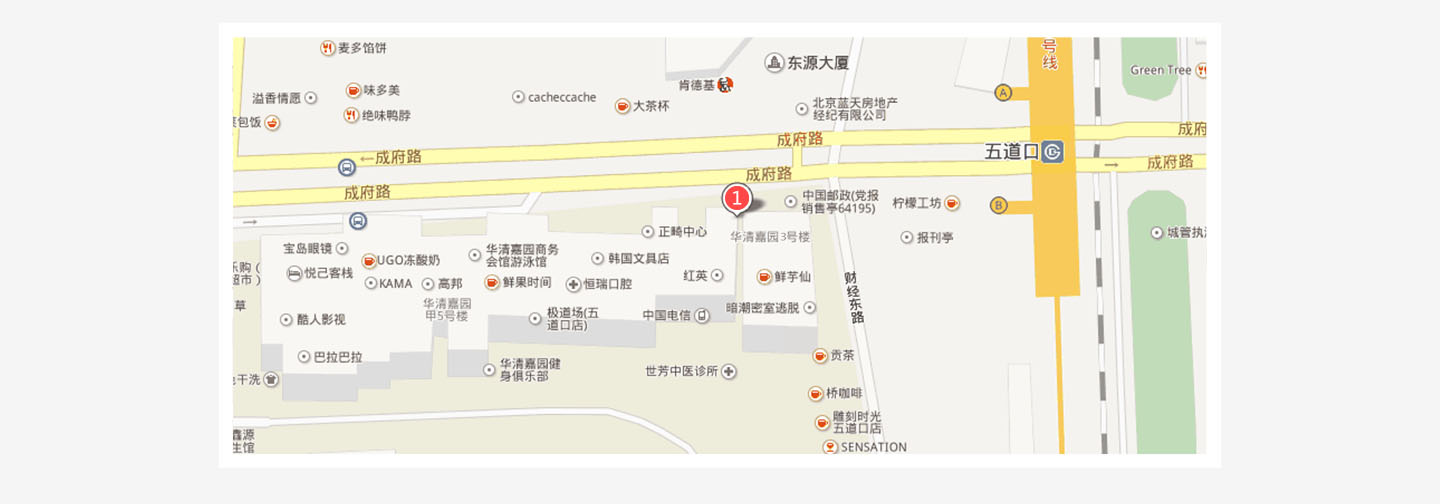 麦多馅饼
号线
东源大厦
Green Tree
肯德基
味多美
溢香情愿
cacheccache
大茶杯
北京蓝天房地产
经纪有限公司
绝味鸭脖
包饭
A
成府路
成府路
←成府路
五道口
成府路
成府路
成府路
1
中国邮政(党报
销售亭64195)
柠檬工坊
B
正畸中心
华清嘉园3号楼
报刊亭
城管执法
宝岛眼镜
华清嘉园商务
会馆游泳馆
UGO冻酸奶
韩国文具店
乐购(
超市)
悦己客栈
KAMA
高邦
鲜果时间
恒瑞口腔
红英
鲜芋仙
财经东路
草
华清嘉园
甲5号楼
酷人影视
极道场(五
道口店)
中国电信
暗潮密室逃脱
巴拉巴拉
华清嘉园健
身俱乐部
世芳中医诊所
贡茶
干洗
桥咖啡
雕刻时光
五道口店
鑫源
生馆
SENSATION